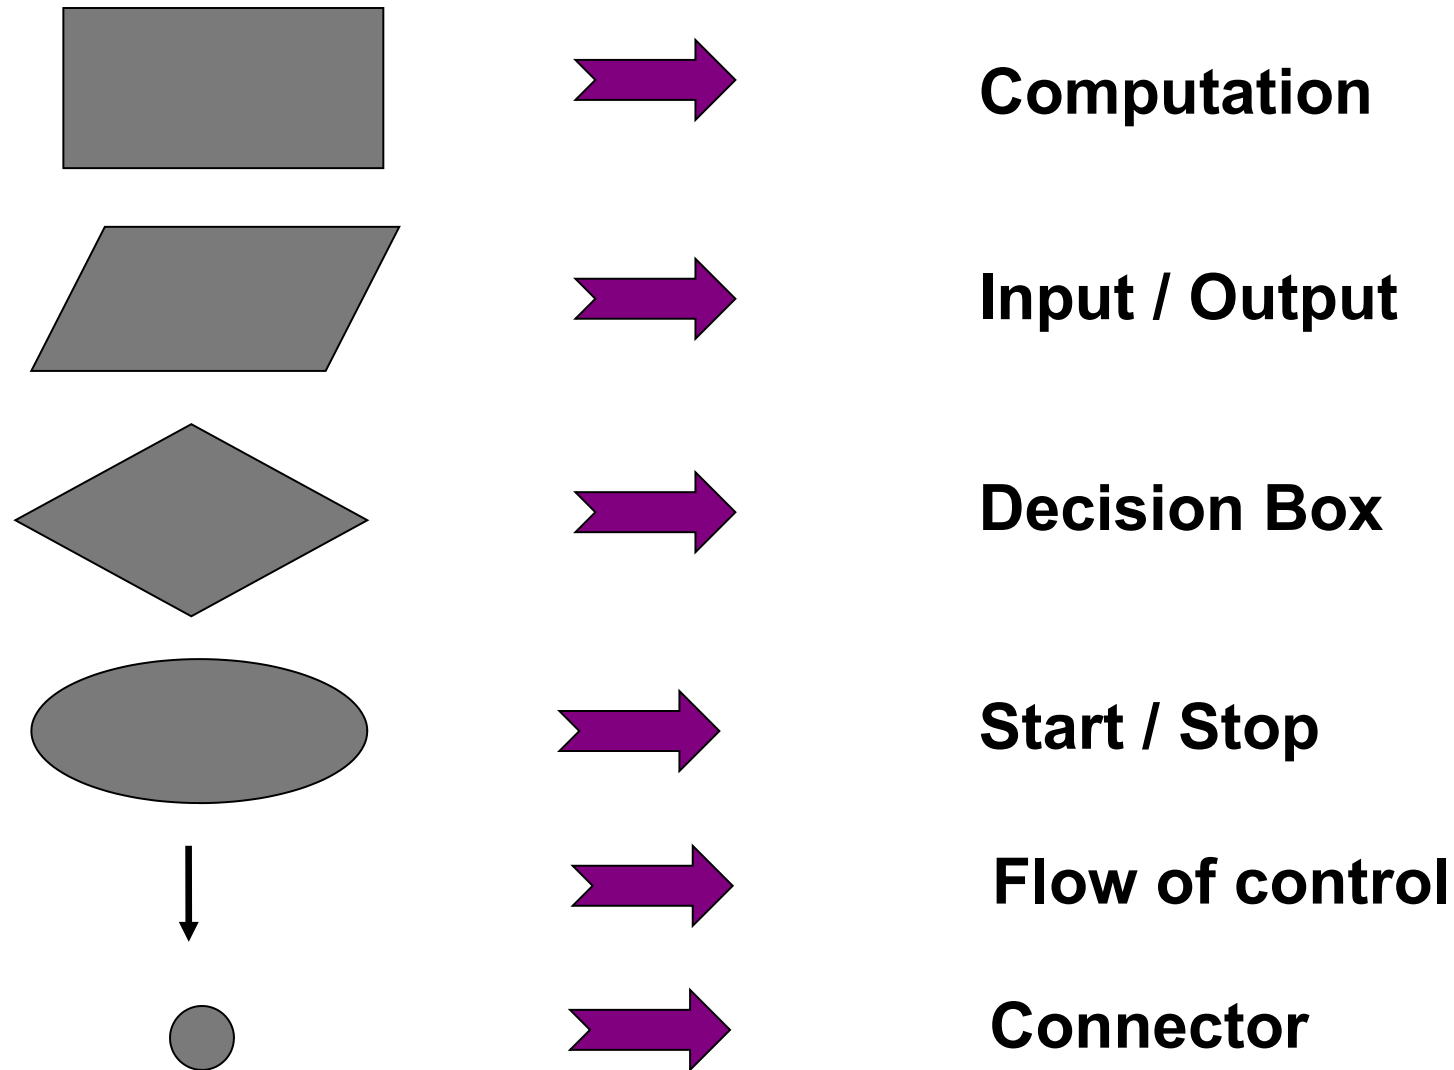 Computation
Input / Output
Decision Box
Start / Stop
Flow of control
Connector